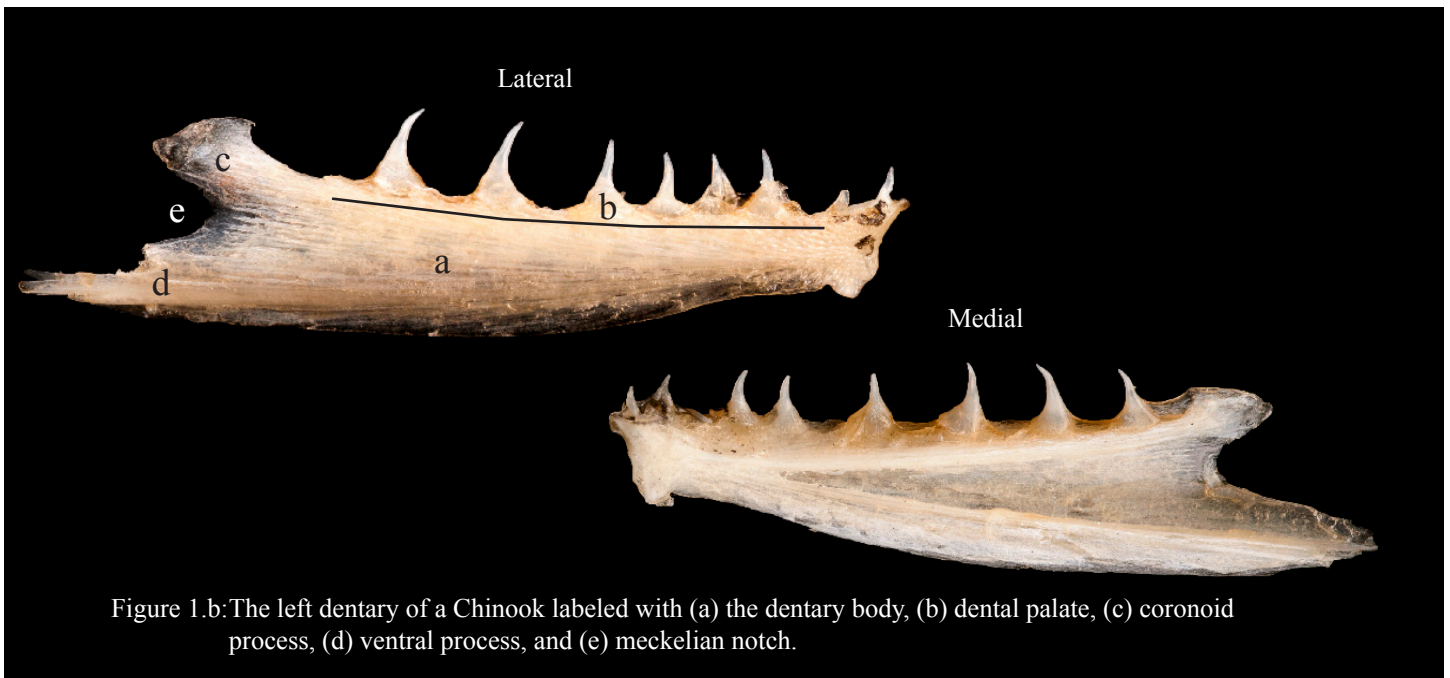 Lateral
c
b
e
a
d
Medial
Figure 1.b:The left dentary of a Chinook labeled with (a) the dentary body, (b) dental palate, (c) coronoid
process, (d) ventral process, and (e) meckelian notch.